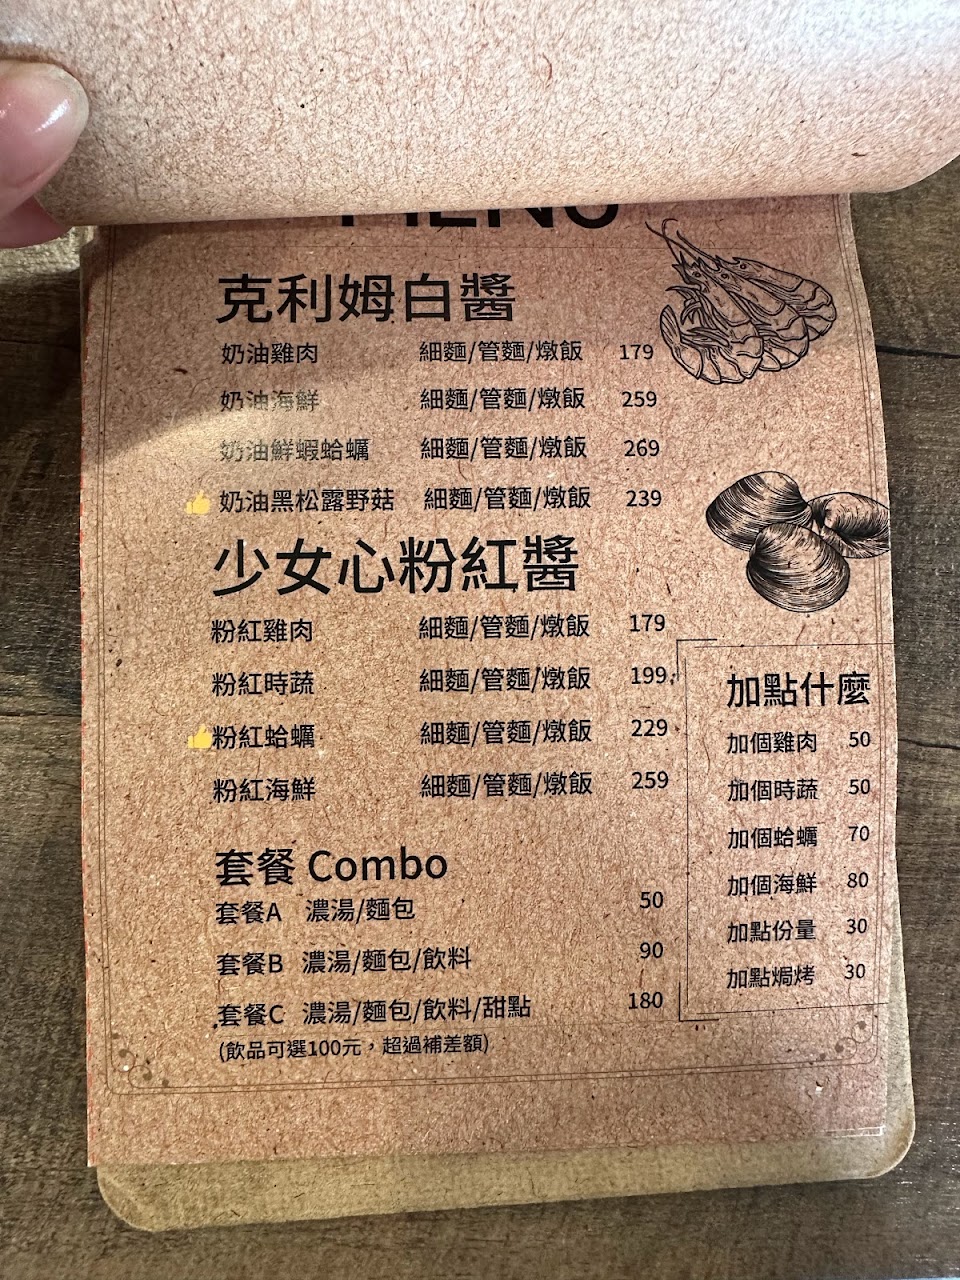 MENU
克利姆白醬
奶油雞肉 細麵/管麵/燉飯 179
奶油海鮮 細麵/管麵/燉飯 259
奶油鮮蝦蛤蠣 細麵/管麵/燉飯 269
奶油黑松露野菇 細麵/管麵/燉飯 239
少女心粉紅醬
粉紅雞肉 細麵/管麵/燉飯 179
粉紅時蔬 細麵/管麵/燉飯 199
粉紅蛤蠣 細麵/管麵/燉飯 229
粉紅海鮮 細麵/管麵/燉飯 259
套餐 Combo
套餐A 濃湯/麵包 50
套餐B 濃湯/麵包/飲料 90
套餐C 濃湯/麵包/飲料/甜點 180
(飲品可選100元，超過補差額)
加點什麼
加個雞肉 50
加個時蔬 50
加個蛤蠣 70
加個海鮮 80
加點份量 30
加點焗烤 30